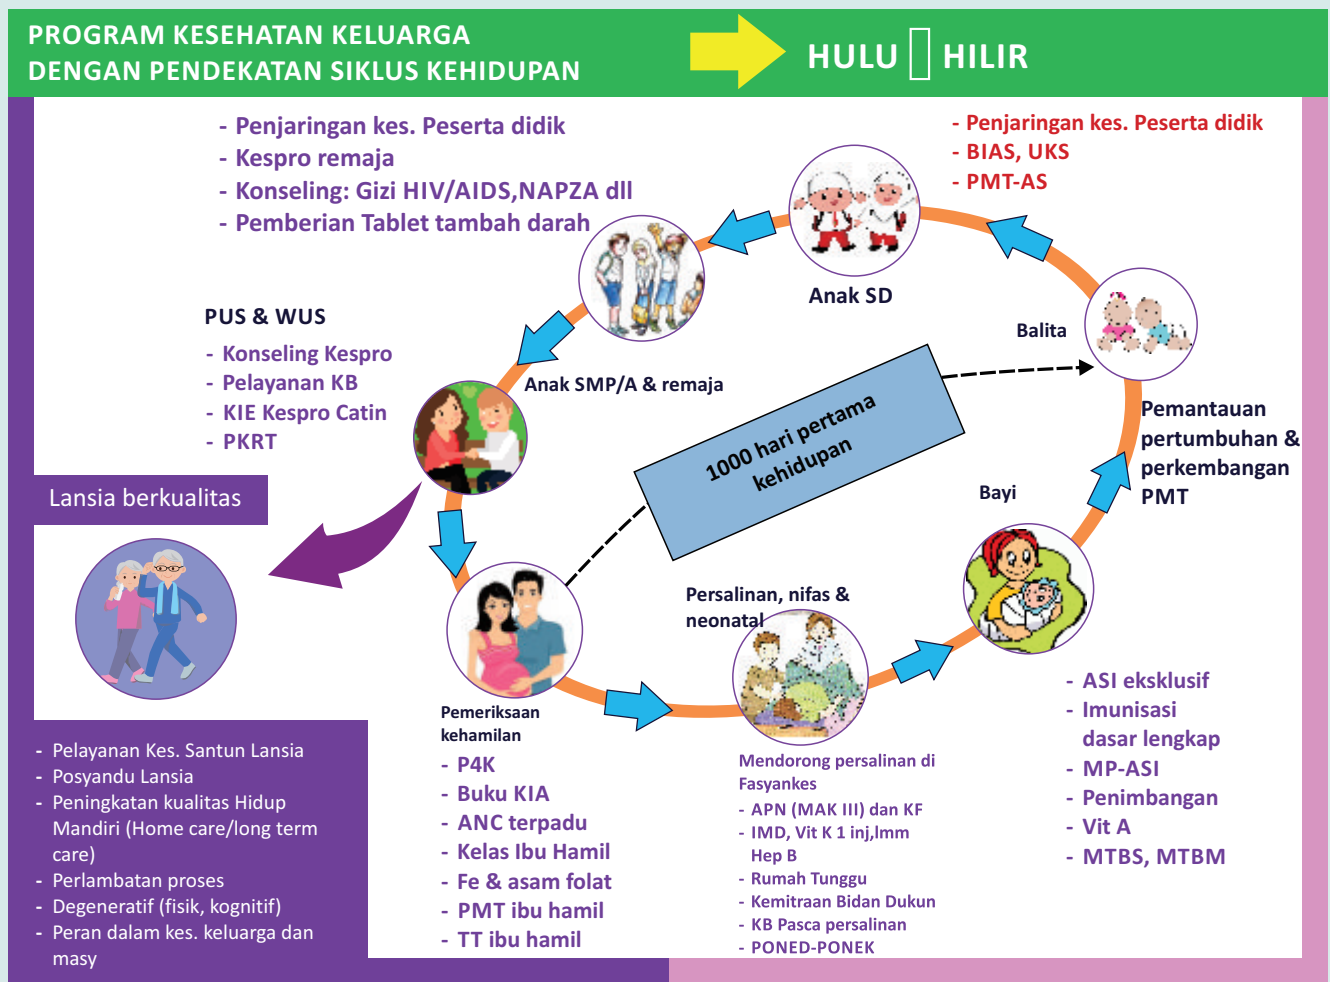 PROGRAM KESEHATAN KELUARGA
DENGAN PENDEKATAN SIKLUS KEHIDUPAN
HULU HILIR
- Penjaringan kes. Peserta didik
- Kespro remaja
- Konseling: Gizi HIV/AIDS,NAPZA dll
- Pemberian Tablet tambah darah
- Penjaringan kes. Peserta didik
- BIAS, UKS
- PMT-AS
Anak SD
PUS & WUS
- Konseling Kespro
- Pelayanan KB
- KIE Kespro Catin
- PKRT
Anak SMP/A & remaja
Balita
1000 hari pertama
kehidupan
Pemantauan
pertumbuhan &
perkembangan
PMT
Bayi
Lansia berkualitas
Persalinan, nifas &
neonatal
- ASI eksklusif
- Imunisasi
dasar lengkap
- MP-ASI
- Penimbangan
- Vit A
- MTBS, MTBM
Pemeriksaan
kehamilan
- P4K
- Buku KIA
- ANC terpadu
- Kelas Ibu Hamil
- Fe & asam folat
- PMT ibu hamil
- TT ibu hamil
Mendorong persalinan di
Fasyankes
- APN (MAK III) dan KF
- IMD, Vit K 1 inj,lmm
Hep B
- Rumah Tunggu
- Kemitraan Bidan Dukun
- KB Pasca persalinan
- PONED-PONEK
- Pelayanan Kes. Santun Lansia
- Posyandu Lansia
- Peningkatan kualitas Hidup
Mandiri (Home care/long term
care)
- Perlambatan proses
- Degeneratif (fisik, kognitif)
- Peran dalam kes. keluarga dan
masy